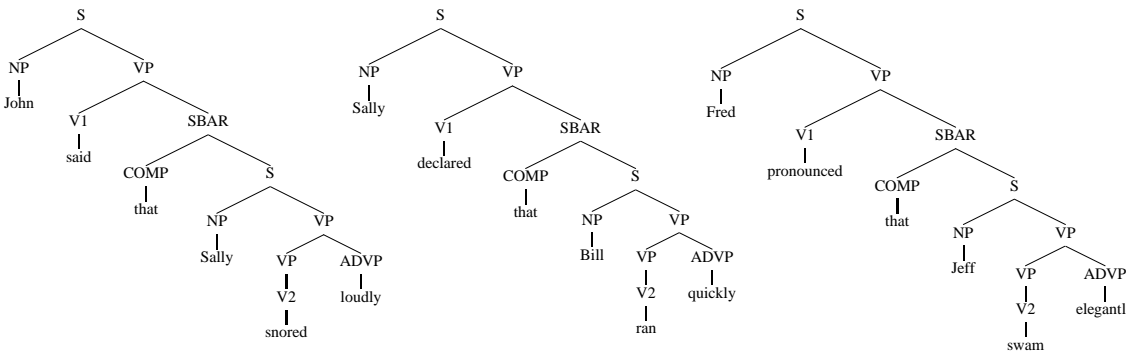 S S S
NP VP NP VP NP VP
John Sally Fred
V1 SBAR V1 SBAR V1 SBAR
said declared pronounced
COMP S COMP S COMP S
that that that
NP VP NP VP NP VP
Sally Bill Jeff
VP ADVP VP ADVP VP ADVP
V2 loudly V2 quickly V2 elegantl
snored ran swam